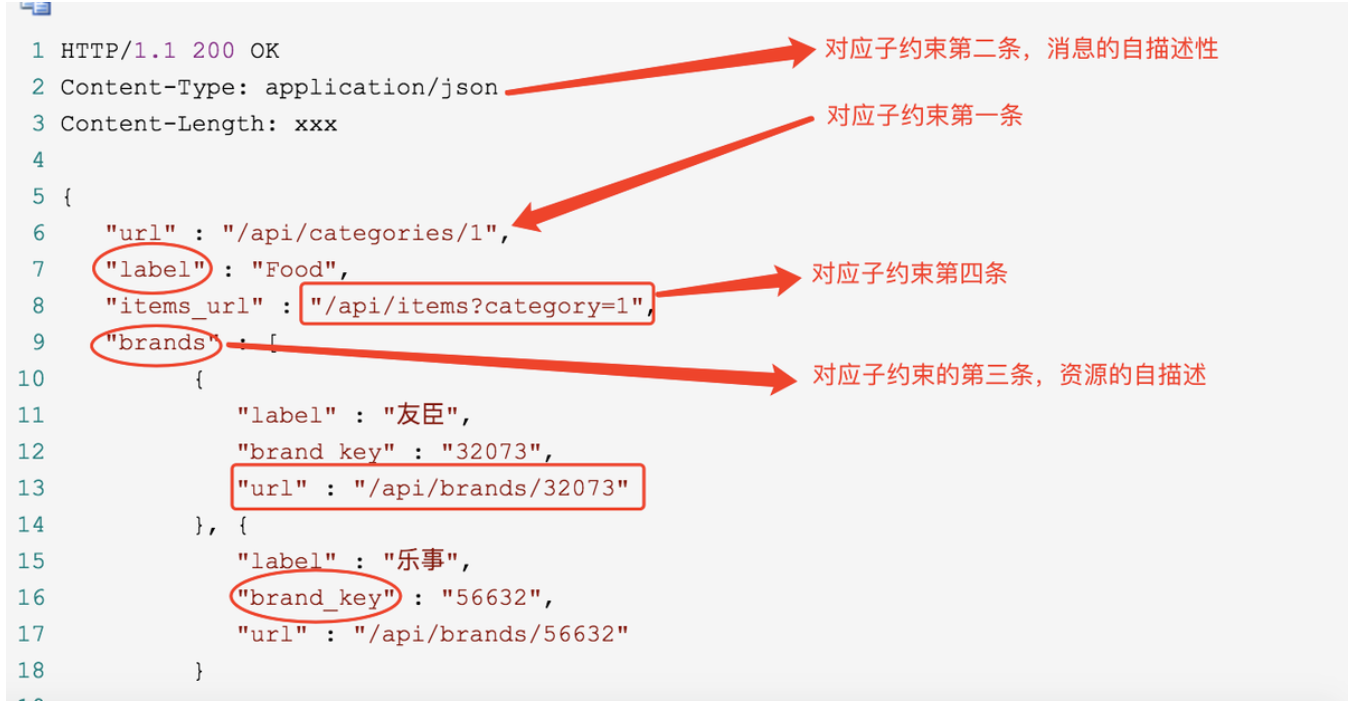 1 HTTP/1.1 200 OK
对应子约束第二条，消息的自描述性
2 Content-Type: application/json
3 Content-Length: xxx
对应子约束第一条
4
5 {
6 "url" : "/api/categories/1",
7 "label" : "Food",
对应子约束第四条
8 "items_url" : "/api/items?category=1",
9 "brands" : [
对应子约束的第三条，资源的自描述
10 {
11 "label" : "友臣",
12 "brand_key" : "32073",
13 "url" : "/api/brands/32073"
14 }, {
15 "label" : "乐事",
16 "brand_key" : "56632",
17 "url" : "/api/brands/56632"
18 }